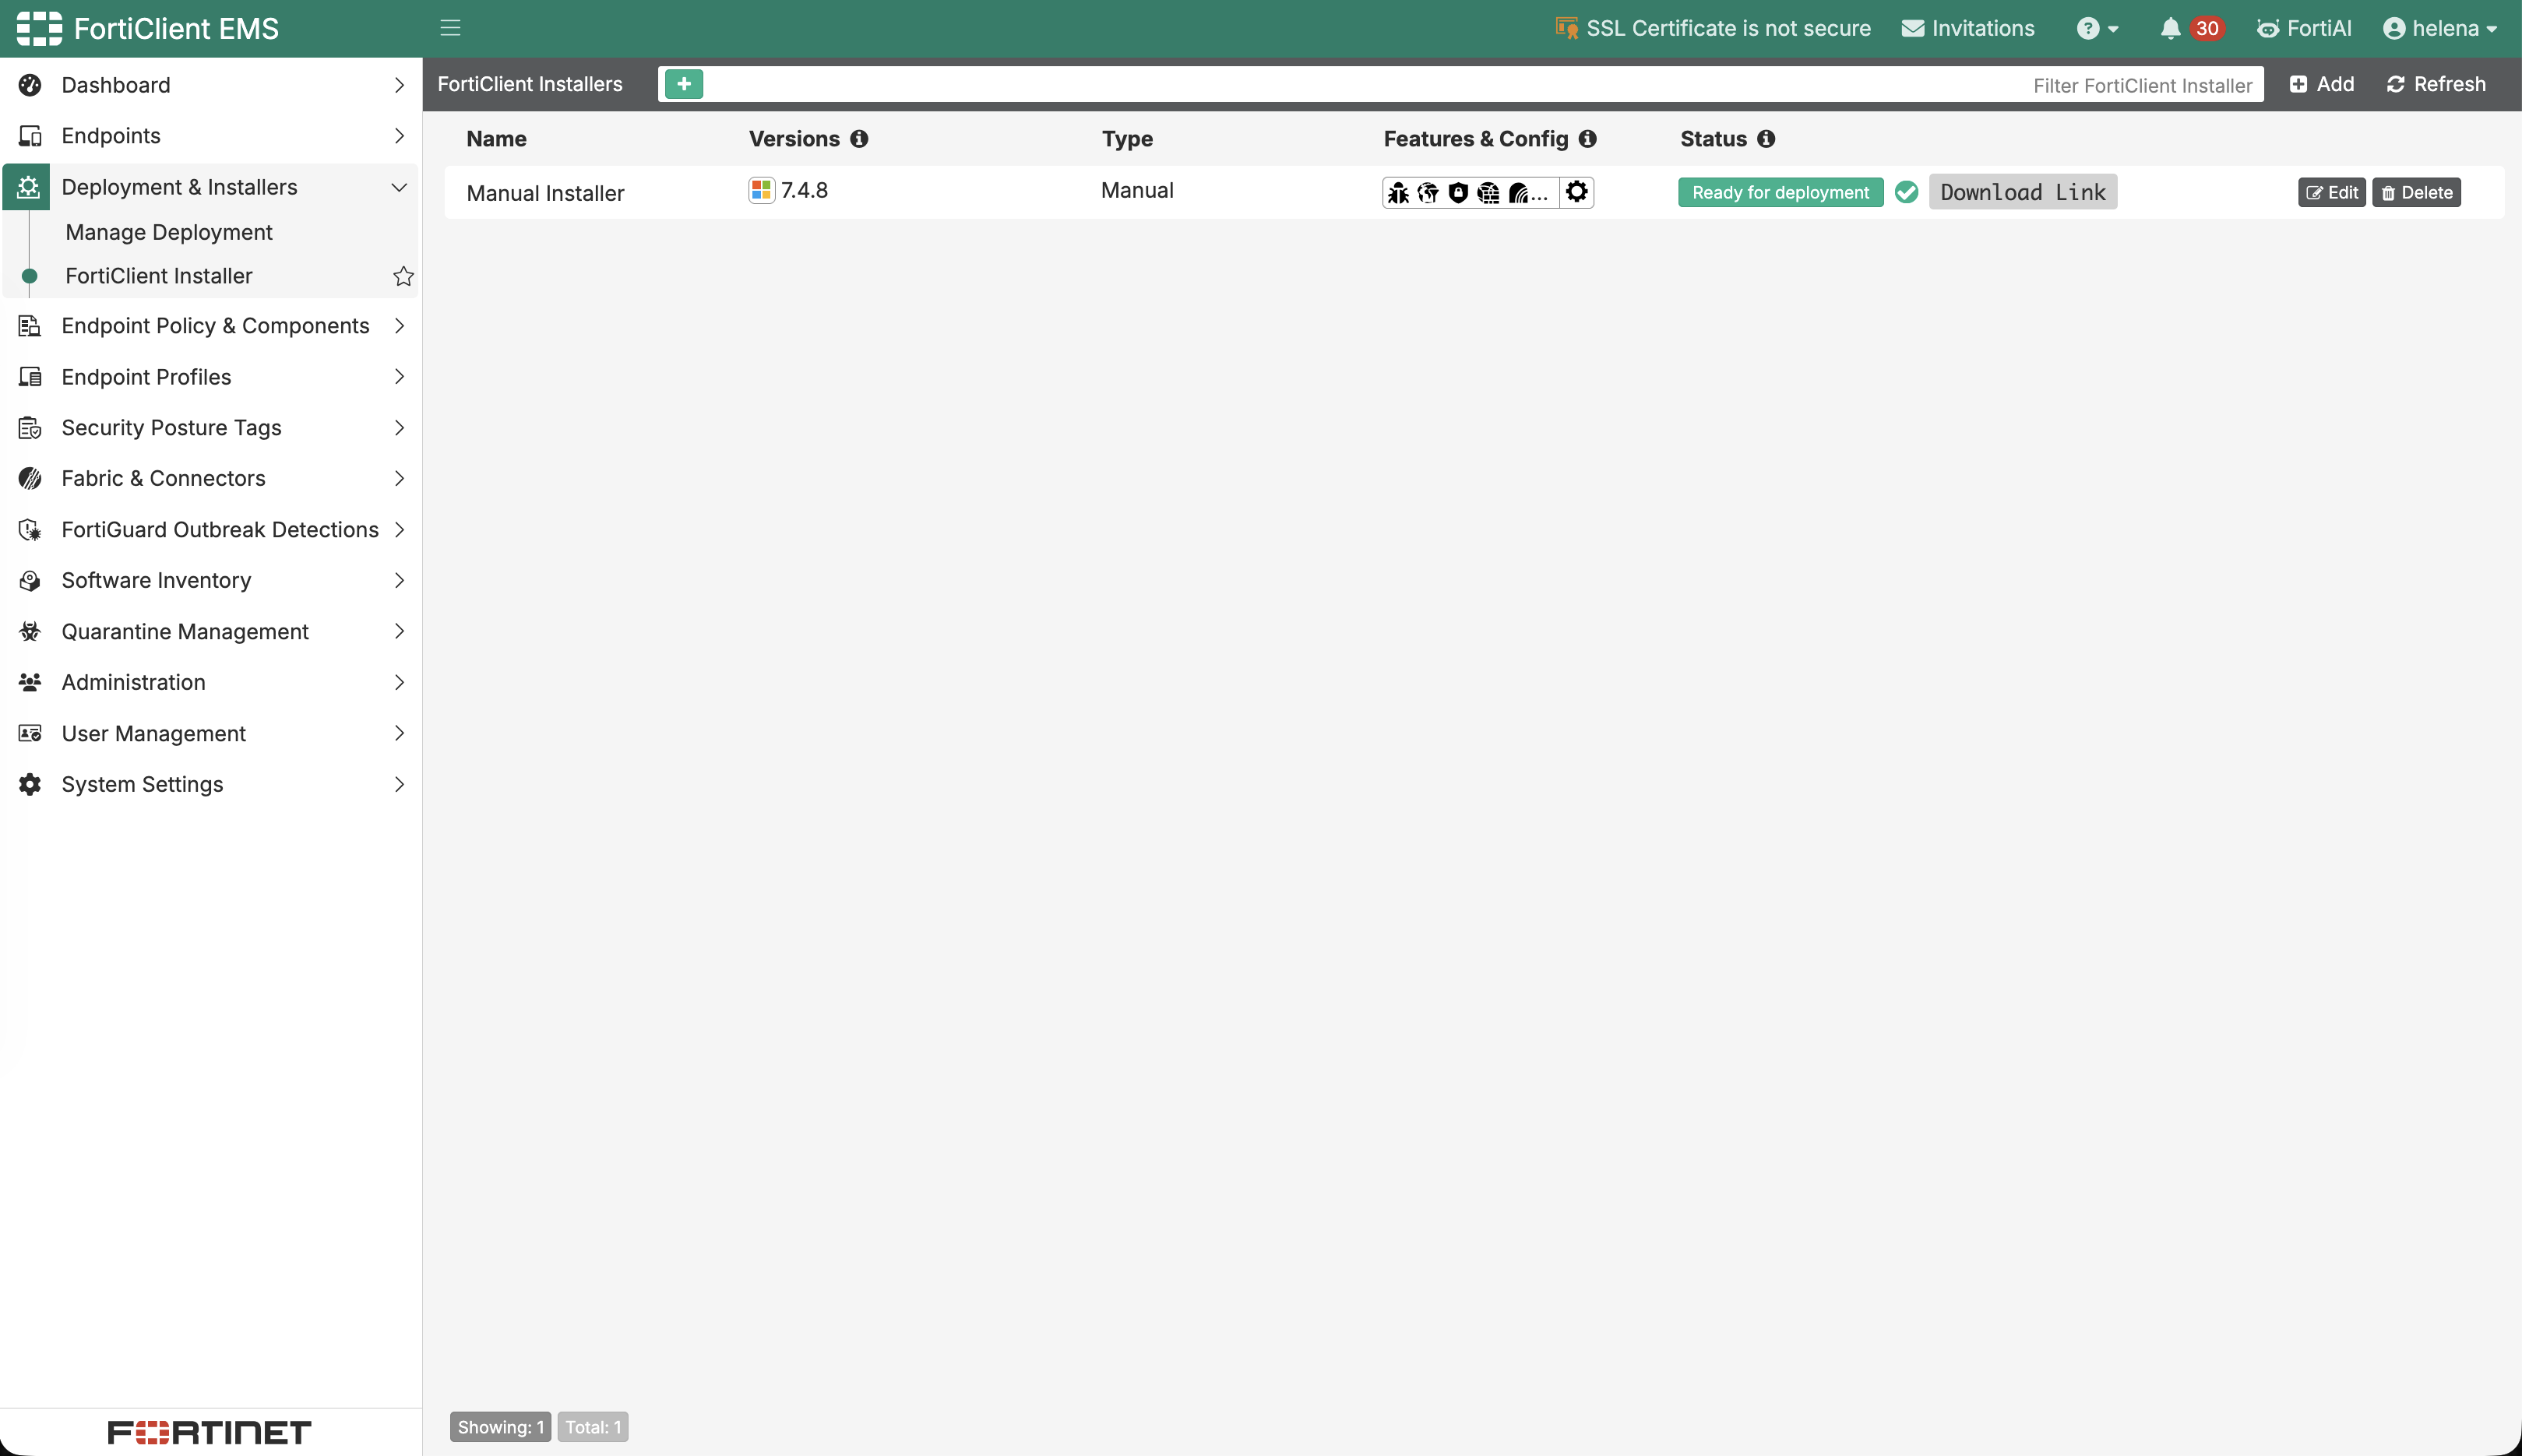 FortiClient EMS
SSL Certificate is not secure
Invitations
30
FortiAI
helena
Dashboard
Endpoints
Deployment & Installers
Manage Deployment
FortiClient Installer
Endpoint Policy & Components
Endpoint Profiles
Security Posture Tags
Fabric & Connectors
FortiGuard Outbreak Detections
Software Inventory
Quarantine Management
Administration
User Management
System Settings
FORTINET
FortiClient Installers
Filter FortiClient Installer
Add
Refresh
Name Versions Type Features & Config Status
Manual Installer 7.4.8 Manual ... Ready for deployment Download Link Edit Delete
Showing: 1 Total: 1